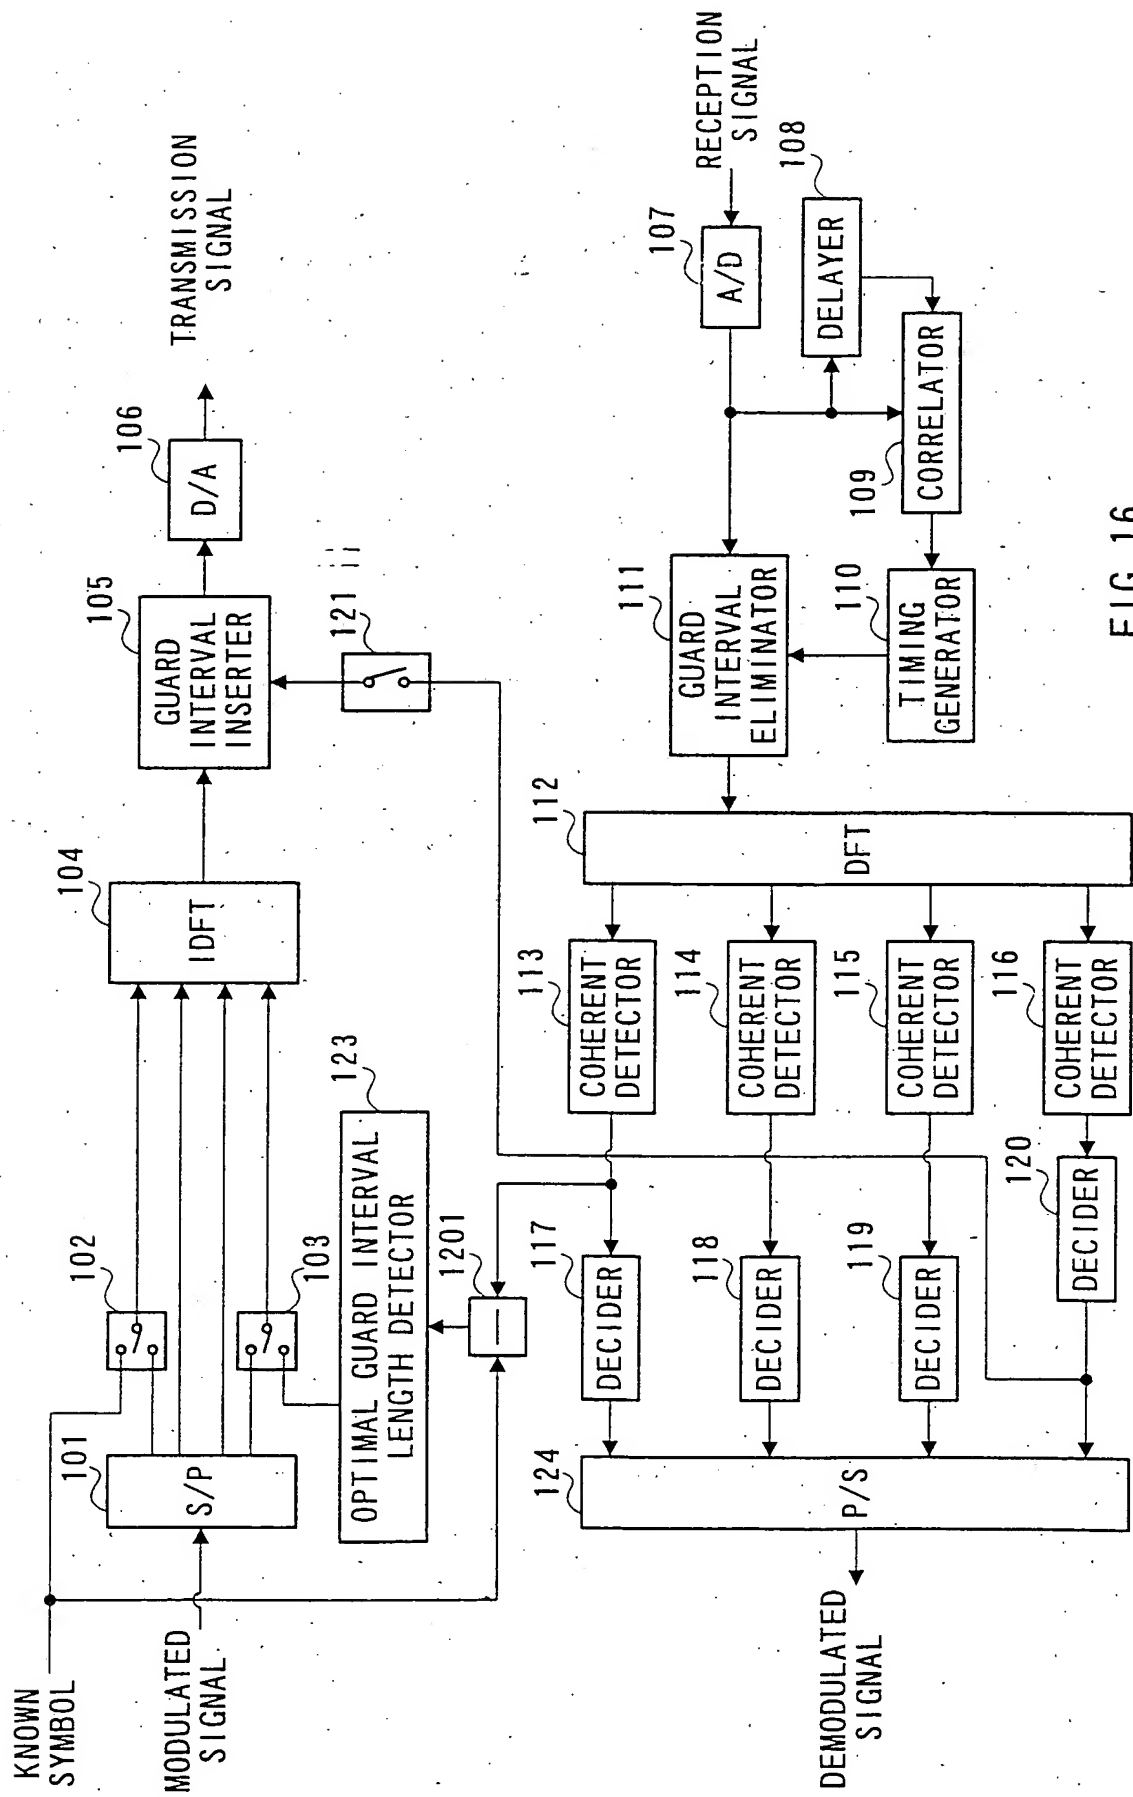 KNOWN
SYMBOL
MODULATED
SIGNAL
101
S/P
102
103
104
IDFT
105
GUARD
INTERVAL
INSERTER
106
D/A
TRANSMISSION
SIGNAL
121
123
OPTIMAL GUARD INTERVAL
LENGTH DETECTOR
1201
RECEPTION
SIGNAL
107
A/D
108
DELAYER
109
CORRELATOR
110
TIMING
GENERATOR
111
GUARD
INTERVAL
ELIMINATOR
112
DFT
113
COHERENT
DETECTOR
114
COHERENT
DETECTOR
115
COHERENT
DETECTOR
116
COHERENT
DETECTOR
117
DECIDER
118
DECIDER
119
DECIDER
120
DECIDER
124
P/S
DEMODULATED
SIGNAL
FIG. 16